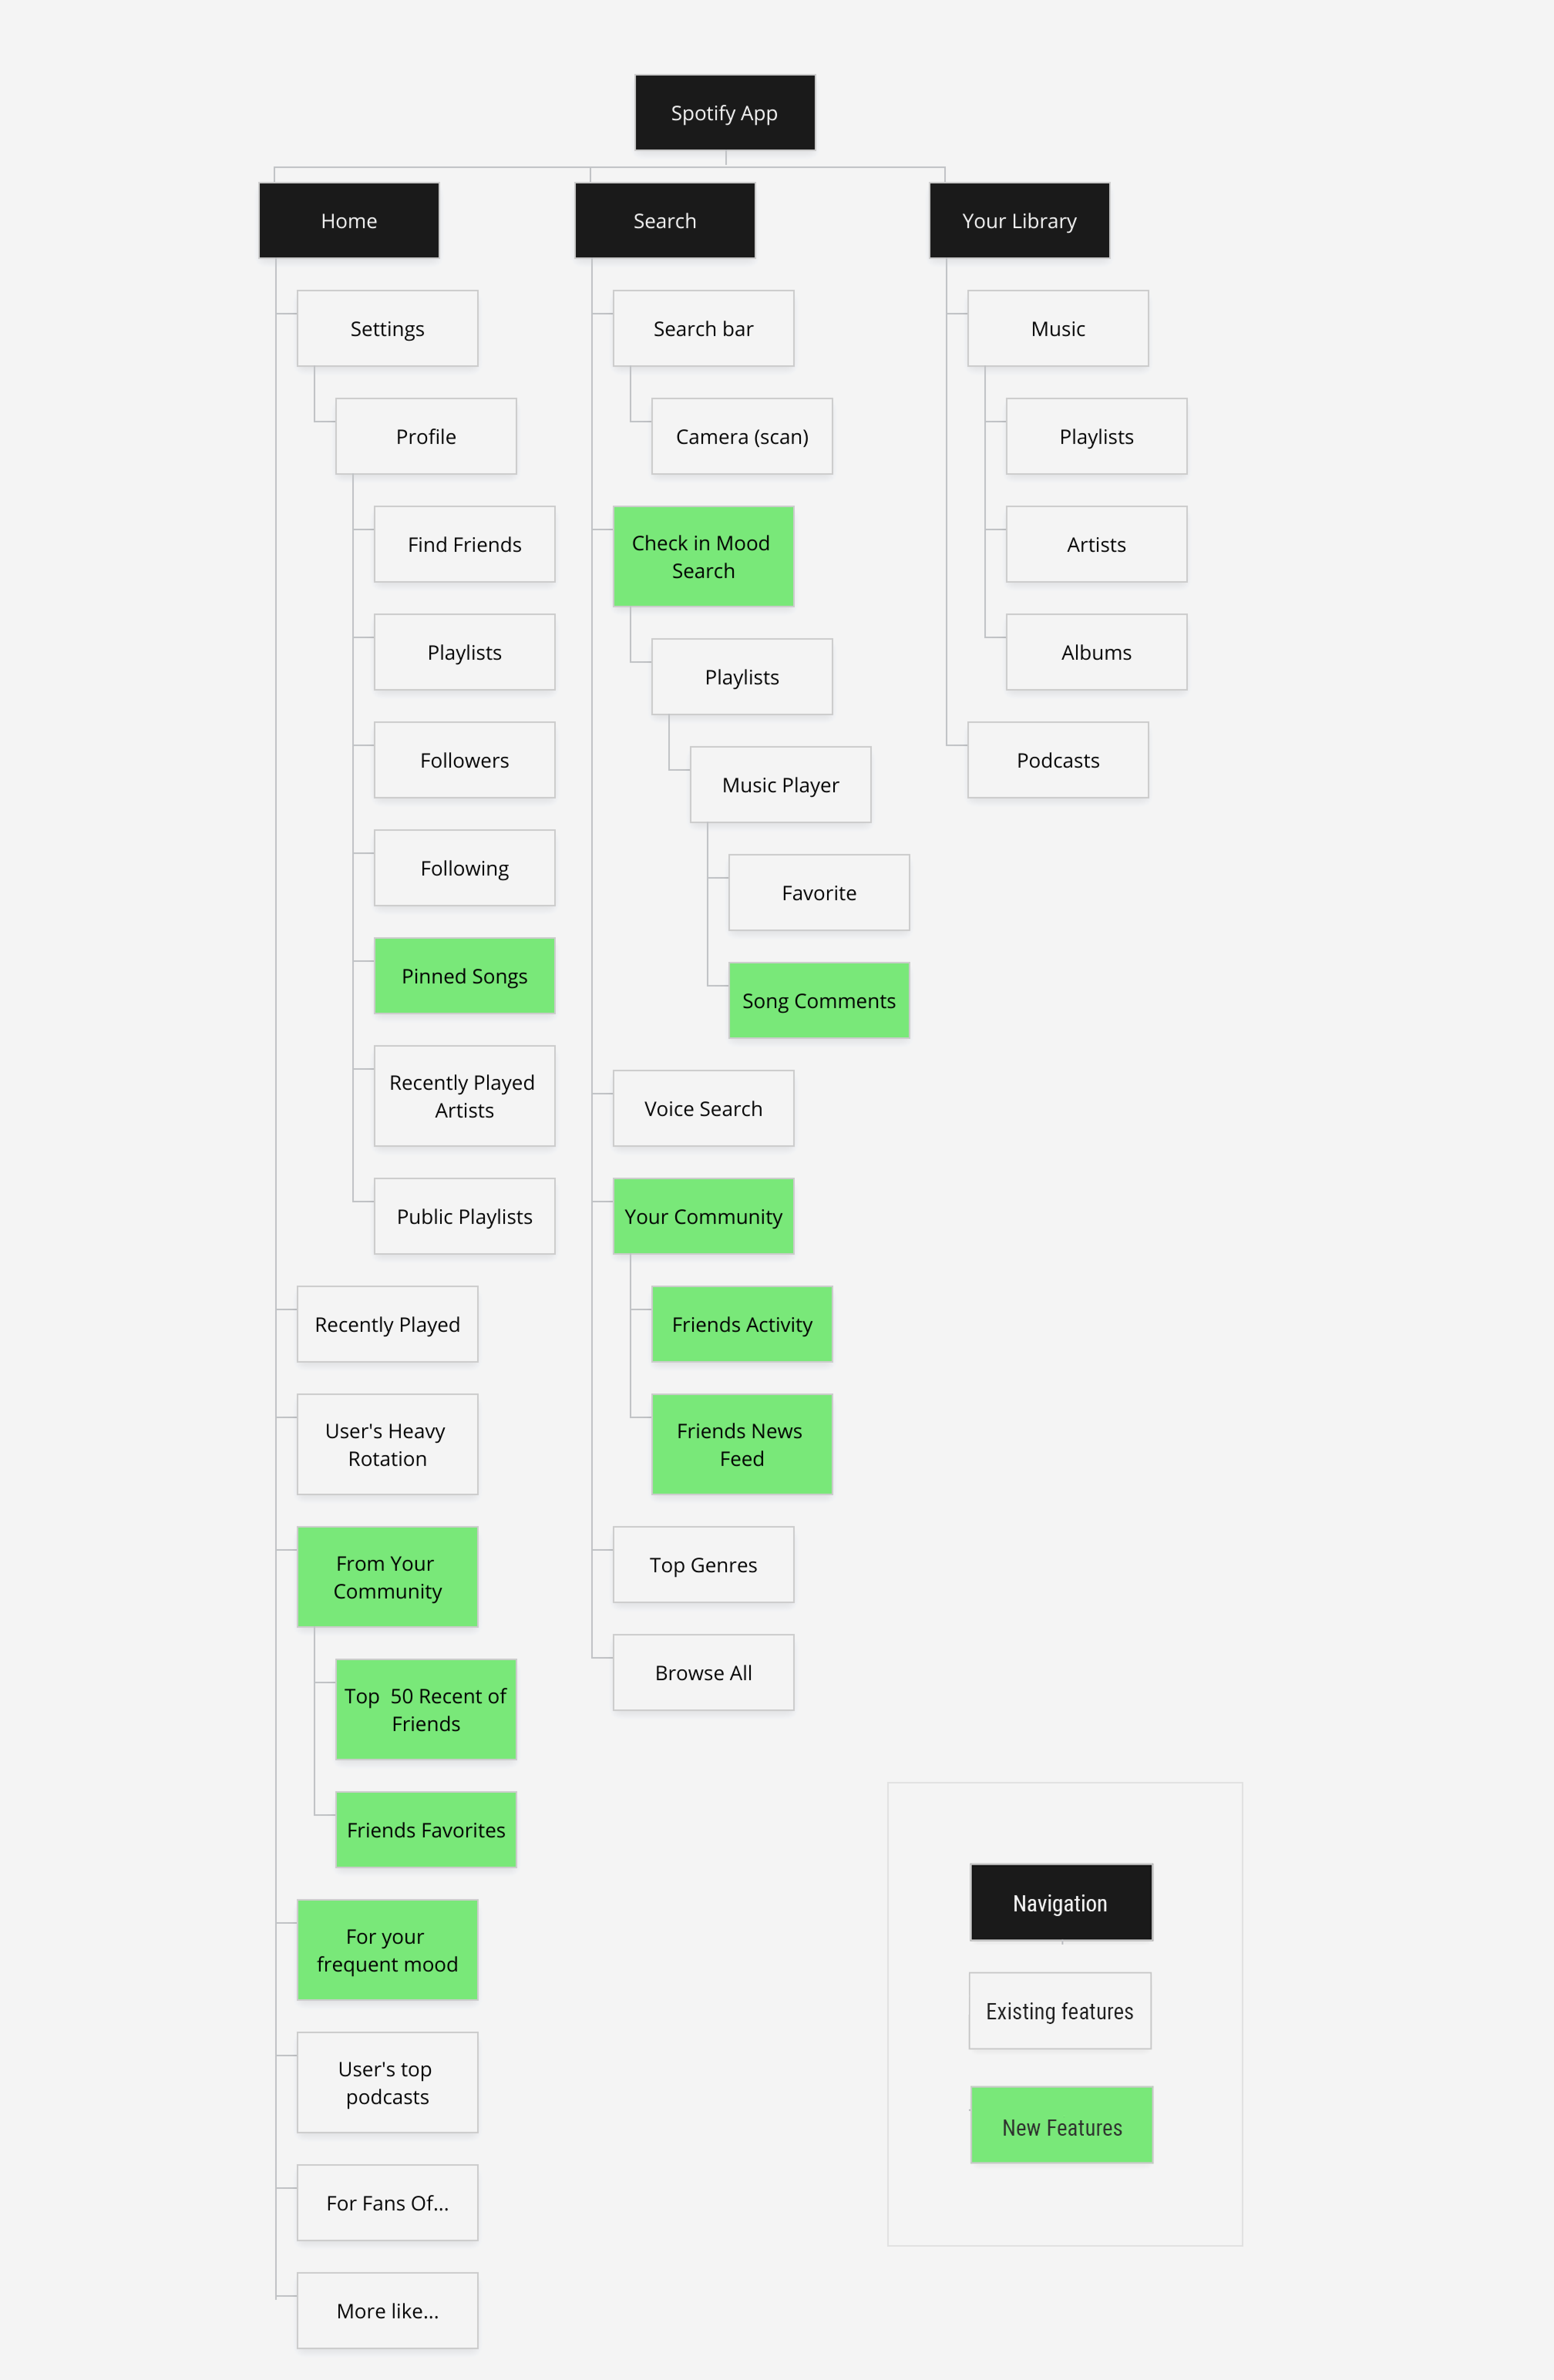 Spotify App
Home
Search
Your Library
Settings
Profile
Find Friends
Playlists
Followers
Following
Pinned Songs
Recently Played
Artists
Public Playlists
Recently Played
User's Heavy
Rotation
From Your
Community
Top  50 Recent of
Friends
Friends Favorites
For your
frequent mood
User's top
podcasts
For Fans Of...
More like...
Search bar
Camera (scan)
Check in Mood
Search
Playlists
Music Player
Favorite
Song Comments
Voice Search
Your Community
Friends Activity
Friends News
Feed
Top Genres
Browse All
Music
Playlists
Artists
Albums
Podcasts
Navigation
Existing features
New Features